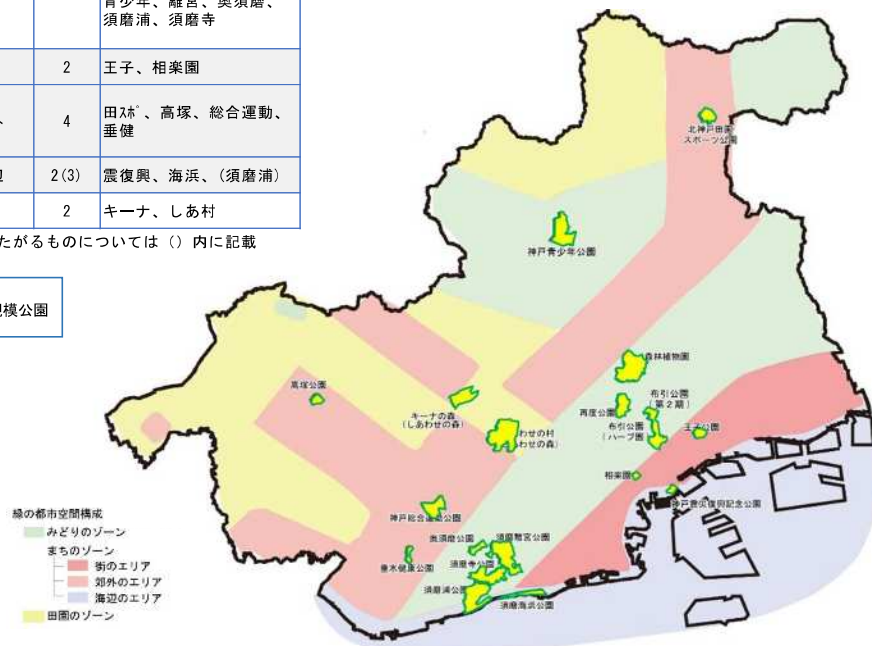 青少年、離宮、奥須磨、
須磨浦、須磨寺
2
王子、相楽園
4
田ｽﾎﾟ、高塚、総合運動、
垂健
2(3)
震復興、海浜、(須磨浦)
2
キーナ、しあ村
たがるものについては（）内に記載
模公園
北神戸田園
スポーツ公園
神戸青少年公園
森林植物園
高塚公園
布引公園
(第2期)
キーナの森
(しあわせの森)
再度公園
布引公園
(ハーブ園
王子公園
わせの村
わせの森)
相楽園
神戸震災復興記念公園
神戸総合運動公園
奥須磨公園
須磨離宮公園
垂水健康公園
須磨寺公園
須磨浦公園
須磨海浜公園
緑の都市空間構成
みどりのゾーン
まちのゾーン
街のエリア
郊外のエリア
海辺のエリア
田園のゾーン